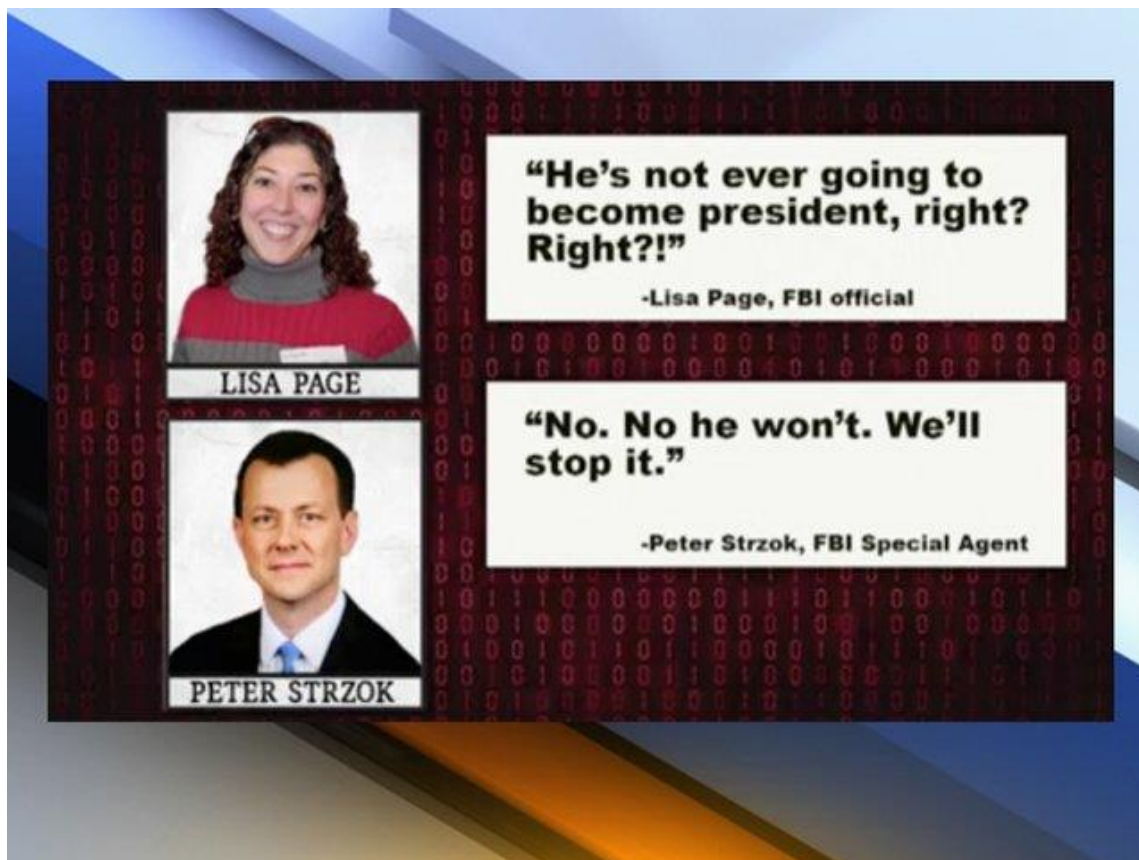 LISA PAGE
“He’s not ever going to
become president, right?
Right?!”
-Lisa Page, FBI official
PETER STRZOK
“No. No he won’t. We’ll
stop it.”
-Peter Strzok, FBI Special Agent